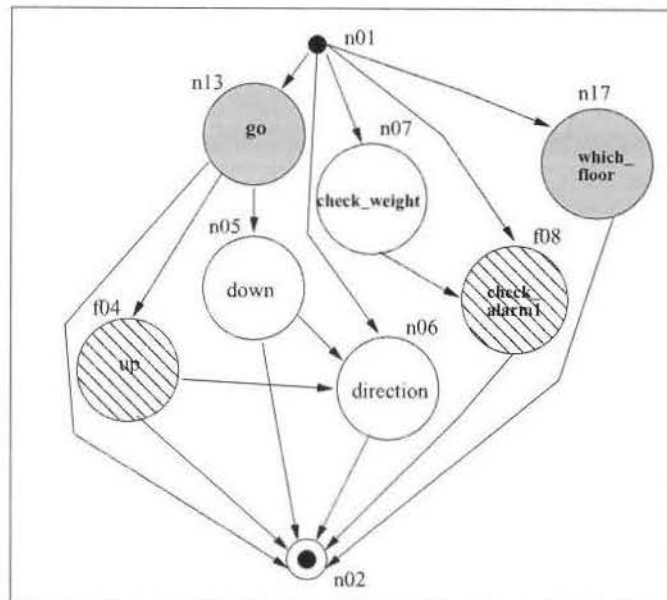 n01
n13
go
n17
which_
floor
n07
check_weight
n05
down
f08
check_
alarm1
f04
up
n06
direction
n02